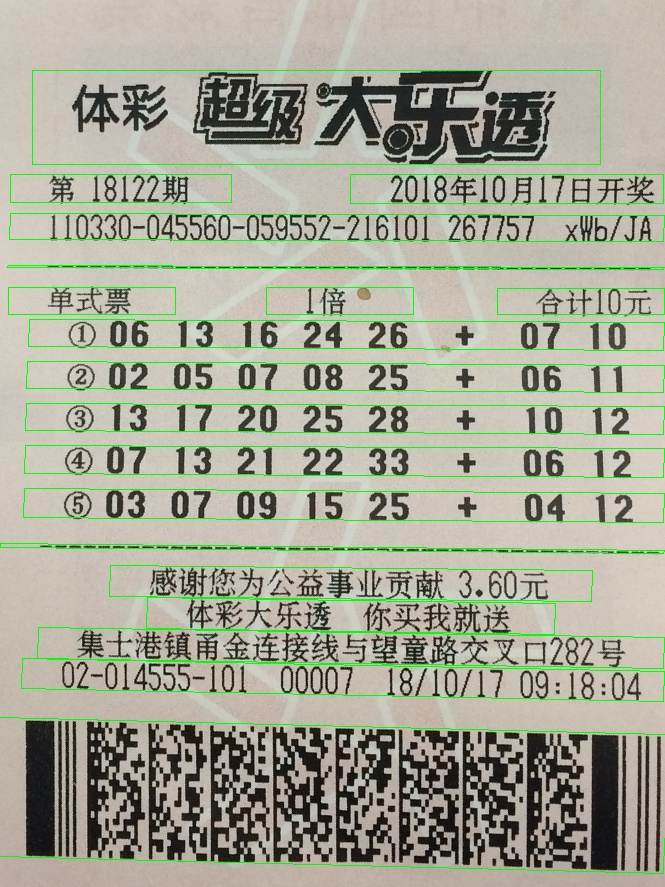 体彩 超级大乐透
第 18122期 2018年10月17日开奖
110330-045560-059552-216101 267757 xWb/JA
单式票 1倍 合计10元
① 06 13 16 24 26 + 07 10
② 02 05 07 08 25 + 06 11
③ 13 17 20 25 28 + 10 12
④ 07 13 21 22 33 + 06 12
⑤ 03 07 09 15 25 + 04 12
感谢您为公益事业贡献 3.60元
体彩大乐透 你买我就送
集士港镇甬金连接线与望童路交叉口282号
02-014555-101 00007 18/10/17 09:18:04